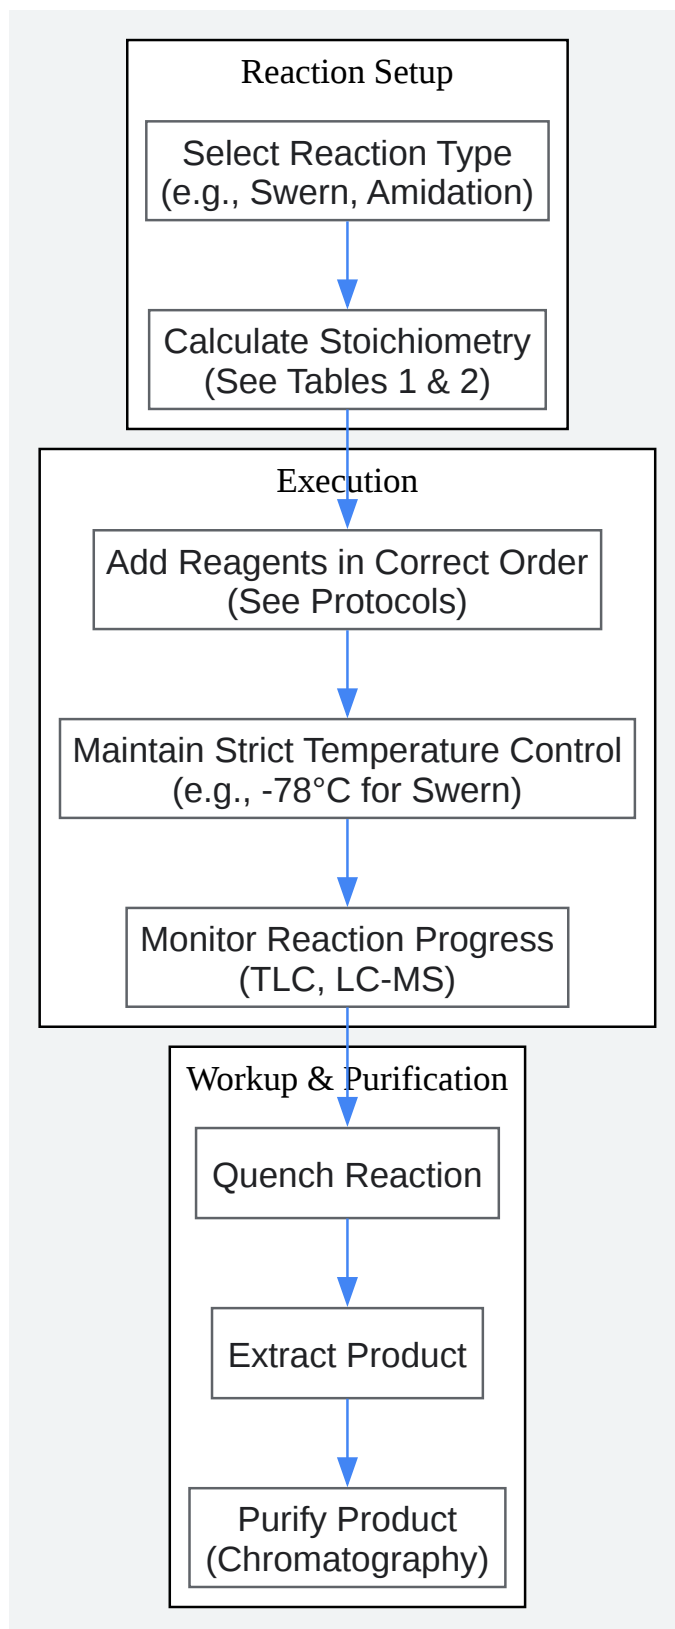 Reaction Setup
Select Reaction Type
(e.g., Swern, Amidation)
Calculate Stoichiometry
(See Tables 1 & 2)
Execution
Add Reagents in Correct Order
(See Protocols)
Maintain Strict Temperature Control
(e.g., -78°C for Swern)
Monitor Reaction Progress
(TLC, LC-MS)
Workup & Purification
Quench Reaction
Extract Product
Purify Product
(Chromatography)